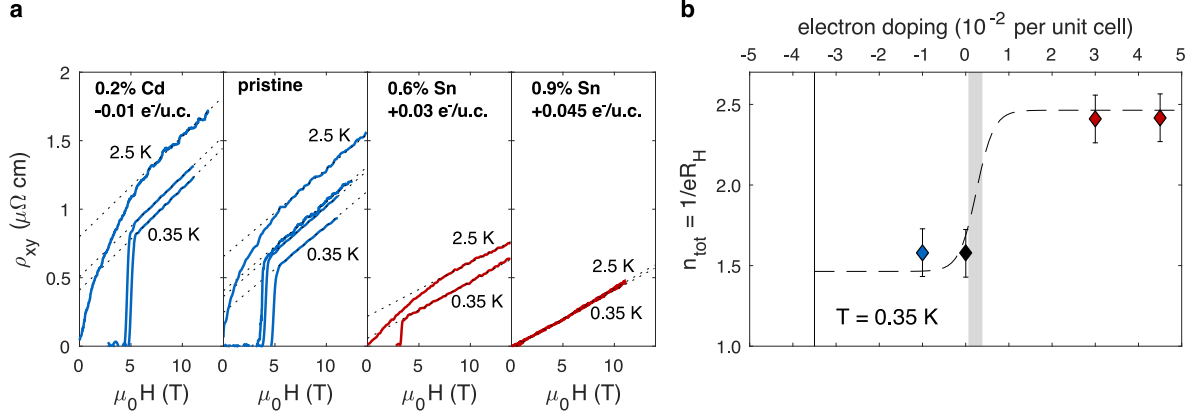 a
0.2% Cd
-0.01 e⁻/u.c.
pristine
0.6% Sn
+0.03 e⁻/u.c.
0.9% Sn
+0.045 e⁻/u.c.
2.5 K
0.35 K
2.5 K
0.35 K
2.5 K
0.35 K
2.5 K
0.35 K
2
1.5
1
0.5
0
ρxy (μΩ cm)
0 5 10
0 5 10
0 5 10
0 5 10
μ0H (T)
μ0H (T)
μ0H (T)
μ0H (T)
b
electron doping (10⁻² per unit cell)
-5 -4 -3 -2 -1 0 1 2 3 4 5
2.5
2.0
1.5
1.0
ntot = 1/eRH
T = 0.35 K